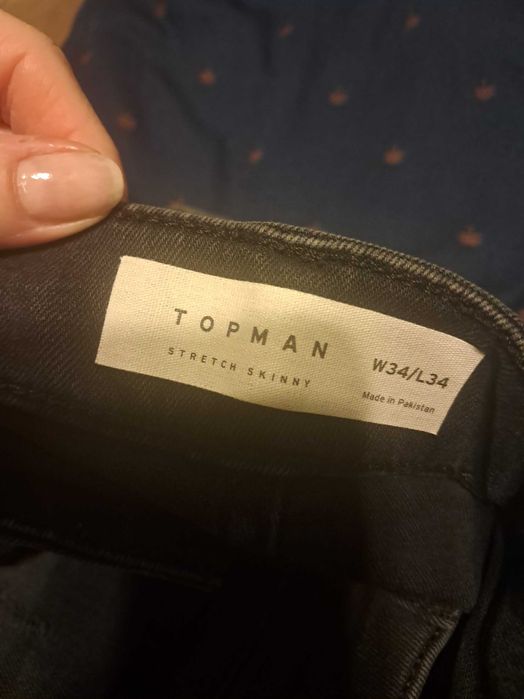 TOPMAN
STRETCH SKINNY
W34/L34
Made in Pakistan